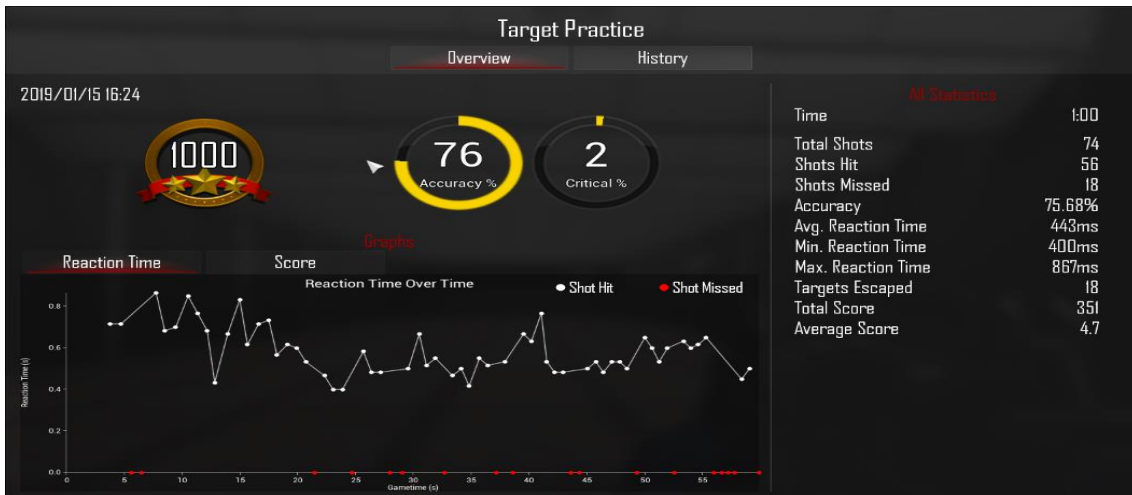 Target Practice
Overview History
2019/01/15 16:24
1000
76
Accuracy %
2
Critical %
Graphs
Reaction Time Score
Reaction Time Over Time
Shot Hit Shot Missed
Reaction Time (s)
0.8
0.6
0.4
0.2
0.0
0 5 10 15 20 25 30 35 40 45 50 55
Gametime (s)
All Statistics
Time 1:00
Total Shots 74
Shots Hit 56
Shots Missed 18
Accuracy 75.68%
Avg. Reaction Time 443ms
Min. Reaction Time 400ms
Max. Reaction Time 867ms
Targets Escaped 18
Total Score 351
Average Score 4.7